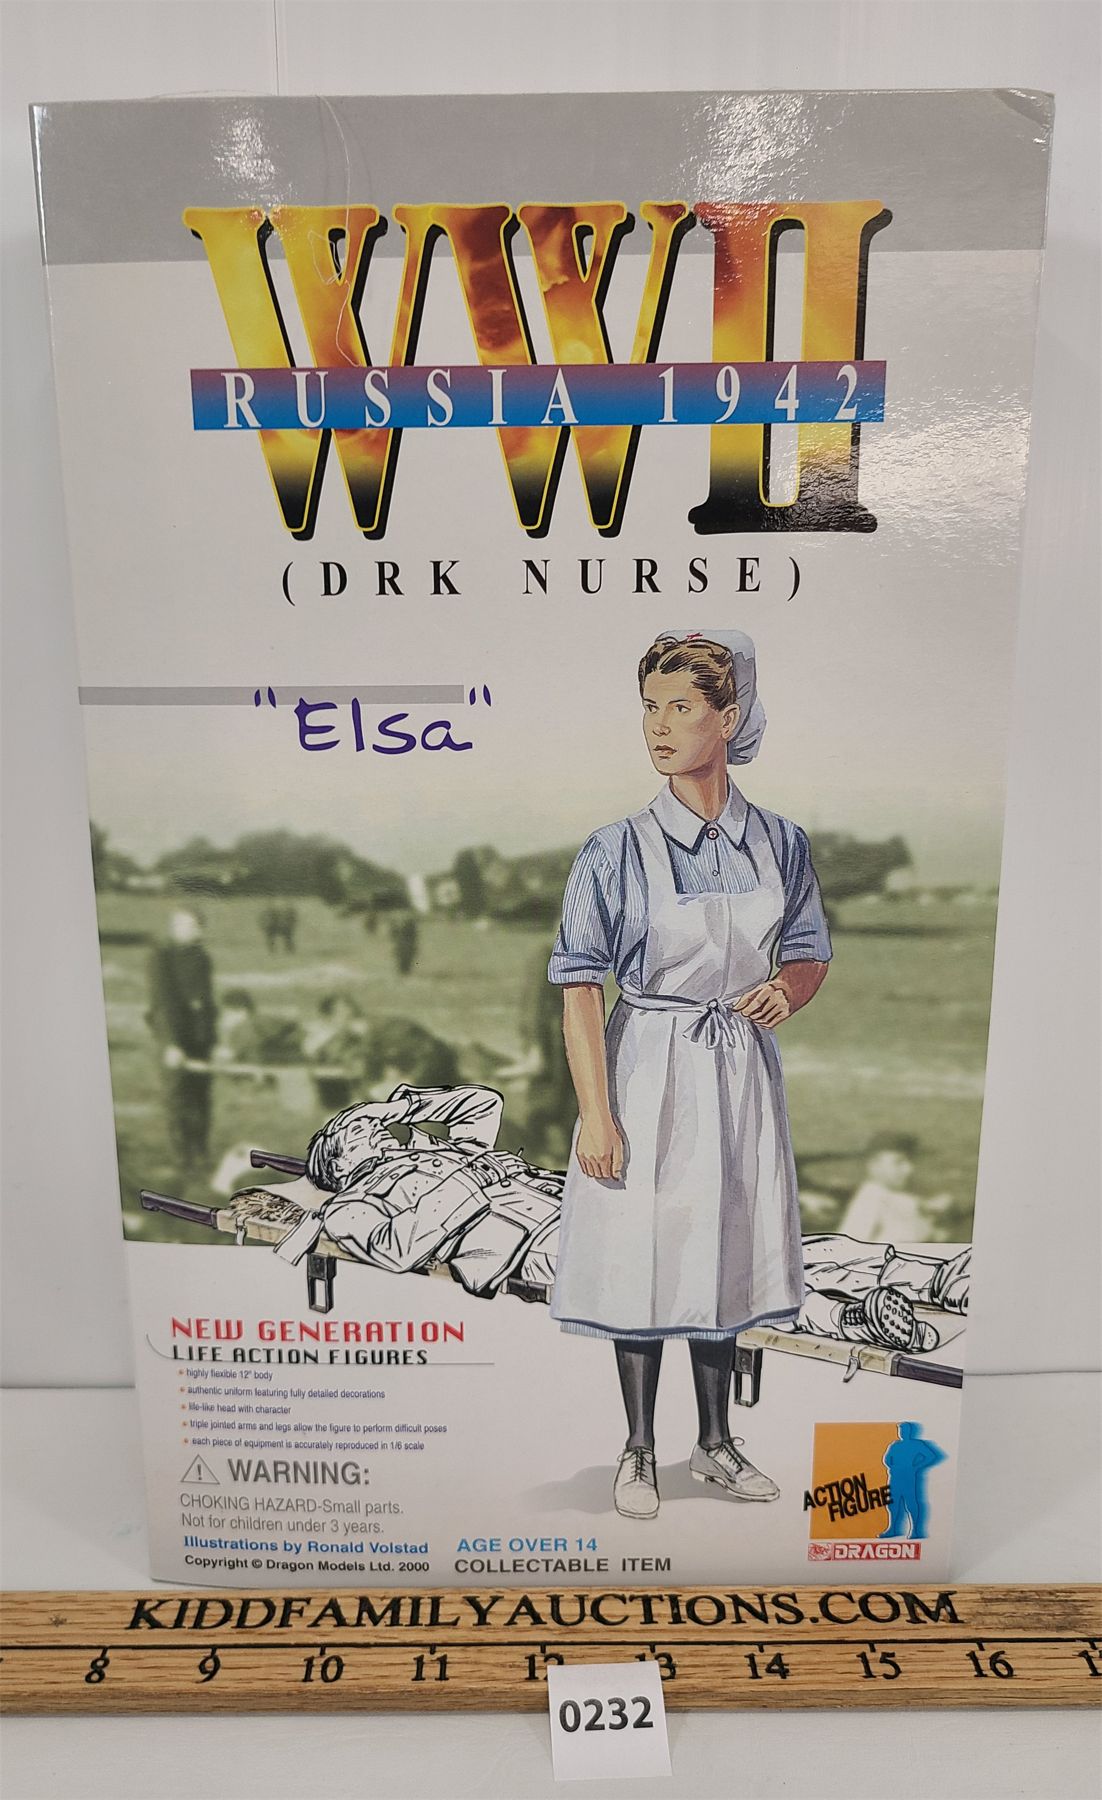 WWII
RUSSIA 1942
(DRK NURSE)
"Elsa"
NEW GENERATION
LIFE ACTION FIGURES
• highly flexible 12" body
• authentic uniform featuring fully detailed decorations
• life-like head with character
• triple jointed arms and legs allow the figure to perform difficult poses
• each piece of equipment is accurately reproduced in 1/6 scale
WARNING:
CHOKING HAZARD-Small parts.
Not for children under 3 years.
Illustrations by Ronald Volstad
Copyright © Dragon Models Ltd. 2000
AGE OVER 14
COLLECTABLE ITEM
ACTION
FIGURE
DRAGON
KIDDFAMILYAUCTIONS.COM
8 9 10 11 12 13 14 15 16
0232